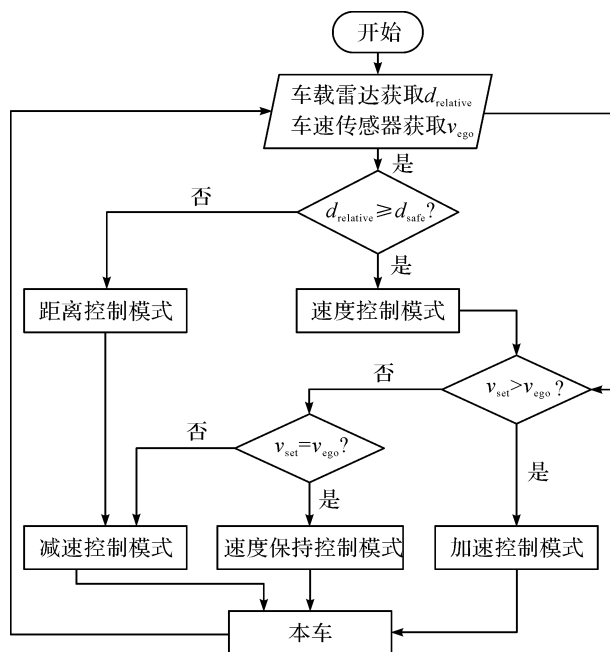 开始
车载雷达获取d_relative
车速传感器获取v_ego
是
d_relative≥d_safe?
否
是
距离控制模式
速度控制模式
v_set>v_ego?
否
v_set=v_ego?
否
是
是
减速控制模式
速度保持控制模式
加速控制模式
本车